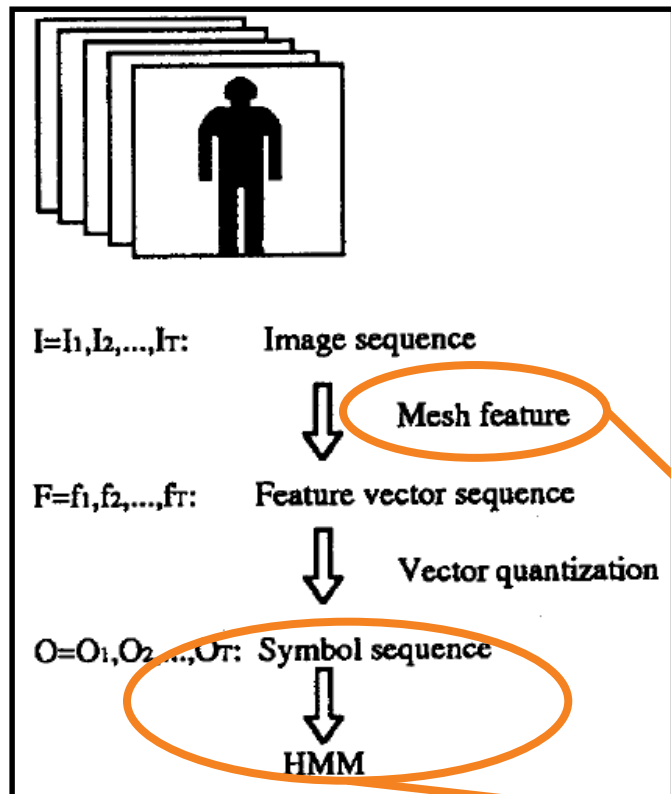 I=I1,I2,...,IT: Image sequence
Mesh feature
F=f1,f2,...,fT: Feature vector sequence
Vector quantization
O=O1,O2,...,OT: Symbol sequence
HMM